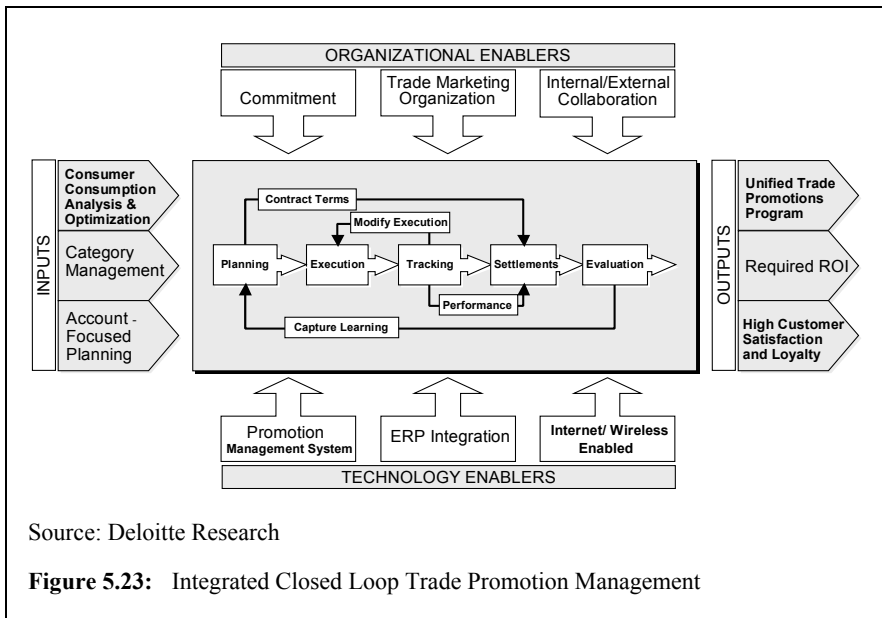 ORGANIZATIONAL ENABLERS
Commitment
Trade Marketing
Organization
Internal/External
Collaboration
INPUTS
Consumer
Consumption
Analysis &
Optimization
Category
Management
Account -
Focused
Planning
Contract Terms
Modify Execution
Planning
Execution
Tracking
Settlements
Evaluation
Performance
Capture Learning
OUTPUTS
Unified Trade
Promotions
Program
Required ROI
High Customer
Satisfaction
and Loyalty
Promotion
Management System
ERP Integration
Internet/ Wireless
Enabled
TECHNOLOGY ENABLERS
Source: Deloitte Research
Figure 5.23: Integrated Closed Loop Trade Promotion Management